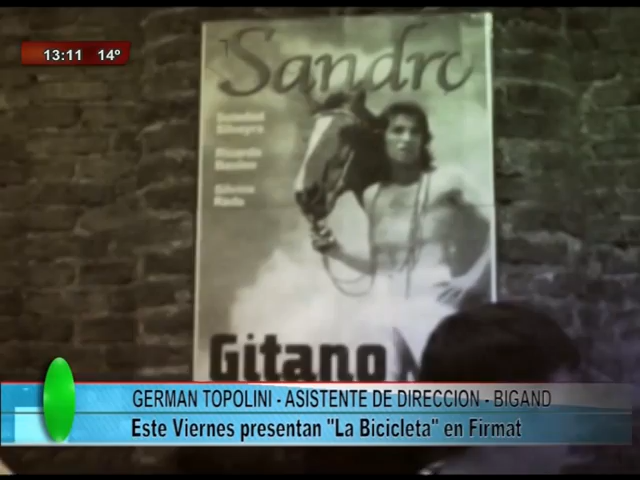 13:11 14º
Sandro
Soledad
Silveyra
Ricardo
Gitano
GERMAN TOPOLINI - ASISTENTE DE DIRECCION - BIGAND
Este Viernes presentan "La Bicicleta" en Firmat